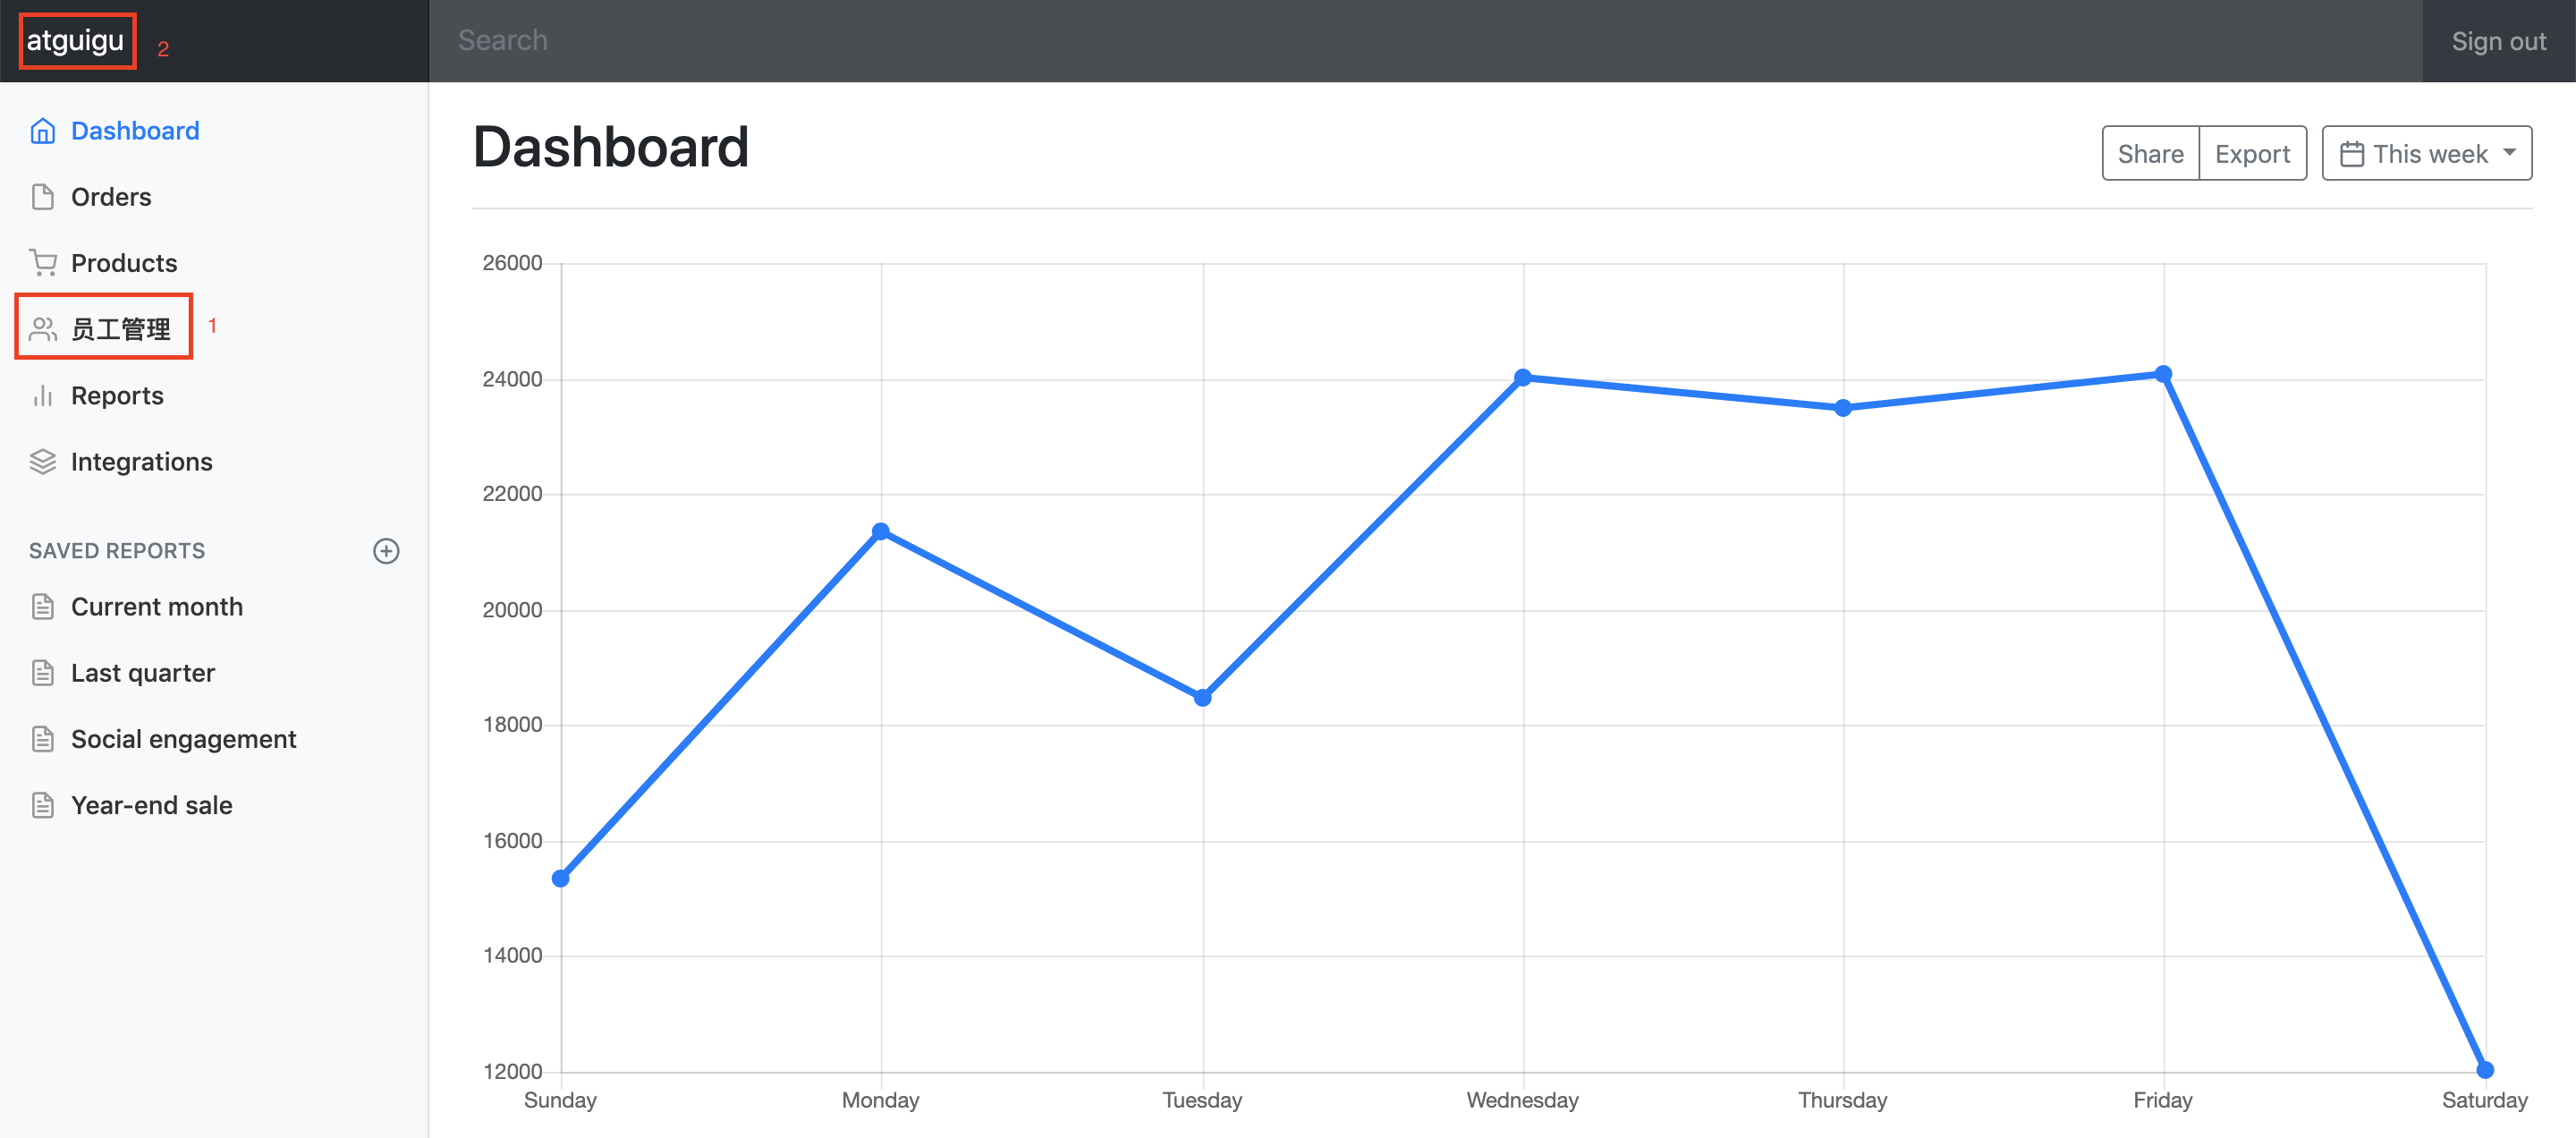 atguigu 2 Search Sign out
Dashboard
Orders
Products
员工管理 1
Reports
Integrations
SAVED REPORTS
Current month
Last quarter
Social engagement
Year-end sale
Dashboard
Share Export This week
26000
24000
22000
20000
18000
16000
14000
12000
Sunday Monday Tuesday Wednesday Thursday Friday Saturday